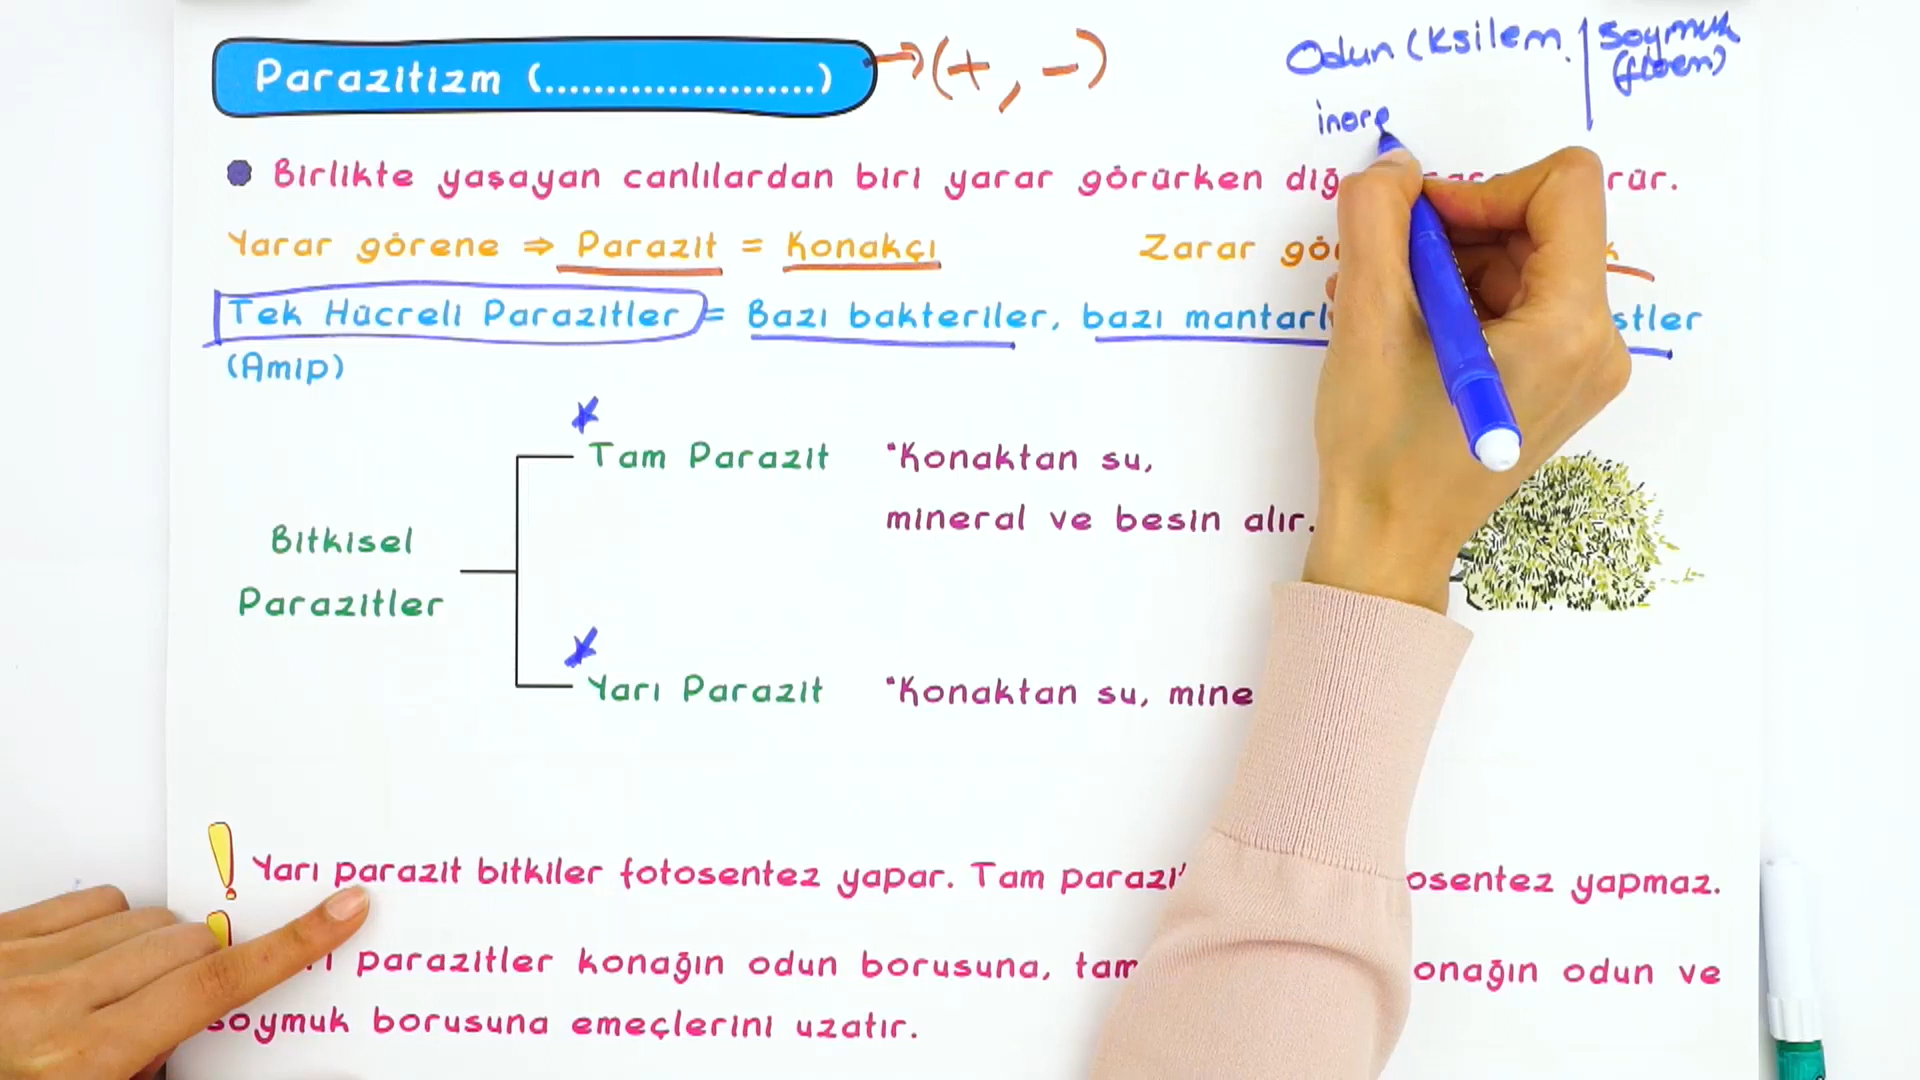 Parazitizm (......................)
→ (+, -)
Odun (Ksilem.
soymuk
(floem)
inorg
Birlikte yaşayan canlılardan biri yarar görürken diğ rür.
Yarar görene ⇒ Parazit = Konakçı
Zarar gö k
Tek Hücreli Parazitler = Bazı bakteriler, bazı mantarl stler
(Amip)
Tam Parazit
*Konaktan su,
mineral ve besin alır.
Bitkisel
Parazitler
Yarı Parazit
*Konaktan su, mine
! Yarı parazit bitkiler fotosentez yapar. Tam parazi osentez yapmaz.
! parazitler konağın odun borusuna, tam onağın odun ve
soymuk borusuna emeçlerini uzatır.